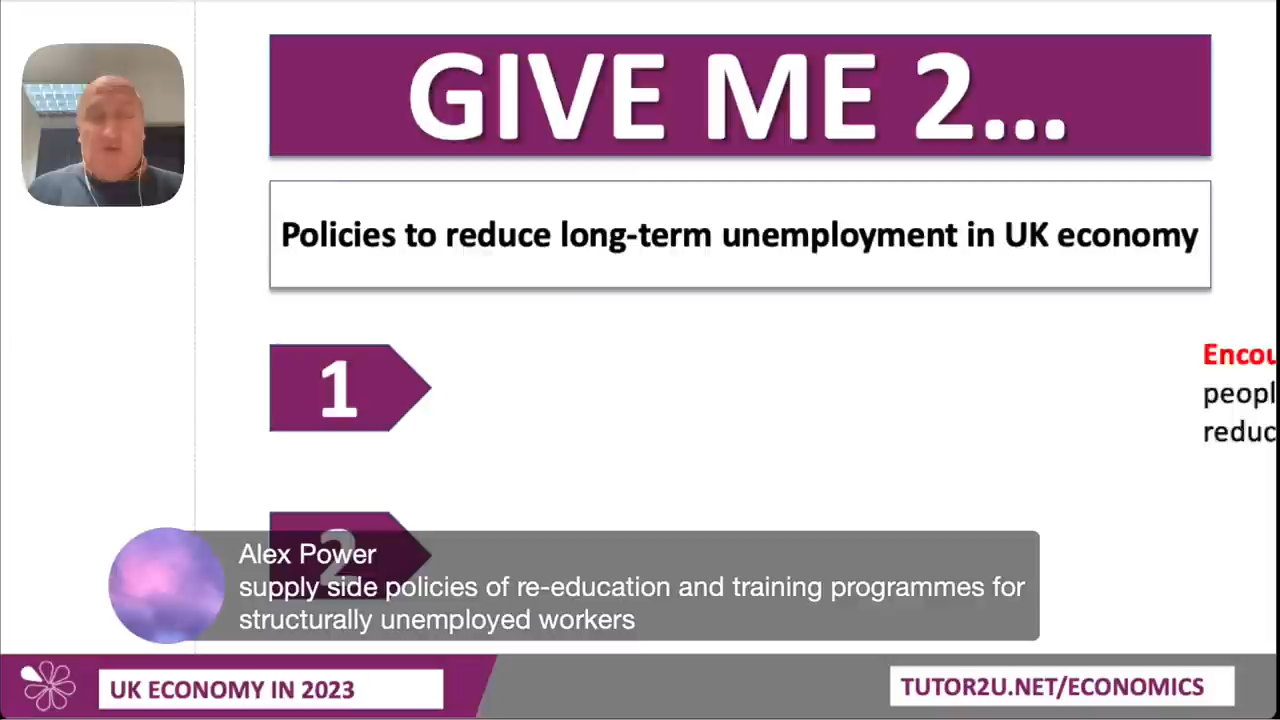 GIVE ME 2...
Policies to reduce long-term unemployment in UK economy
1
Encou
peopl
reduc
2
Alex Power
supply side policies of re-education and training programmes for
structurally unemployed workers
UK ECONOMY IN 2023
TUTOR2U.NET/ECONOMICS